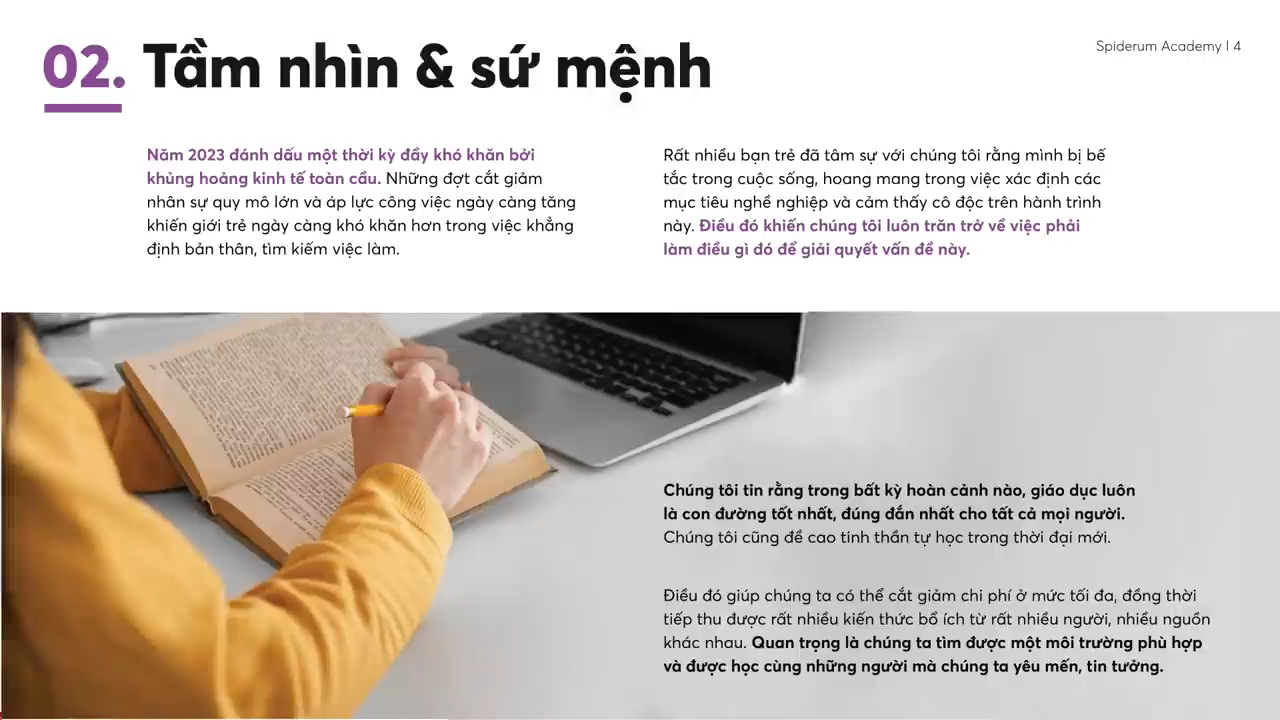 02. Tầm nhìn & sứ mệnh
Spiderum Academy | 4
Năm 2023 đánh dấu một thời kỳ đầy khó khăn bởi
khủng hoảng kinh tế toàn cầu. Những đợt cắt giảm
nhân sự quy mô lớn và áp lực công việc ngày càng tăng
khiến giới trẻ ngày càng khó khăn hơn trong việc khẳng
định bản thân, tìm kiếm việc làm.
Rất nhiều bạn trẻ đã tâm sự với chúng tôi rằng mình bị bế
tắc trong cuộc sống, hoang mang trong việc xác định các
mục tiêu nghề nghiệp và cảm thấy cô độc trên hành trình
này. Điều đó khiến chúng tôi luôn trăn trở về việc phải
làm điều gì đó để giải quyết vấn đề này.
Chúng tôi tin rằng trong bất kỳ hoàn cảnh nào, giáo dục luôn
là con đường tốt nhất, đúng đắn nhất cho tất cả mọi người.
Chúng tôi cũng đề cao tinh thần tự học trong thời đại mới.
Điều đó giúp chúng ta có thể cắt giảm chi phí ở mức tối đa, đồng thời
tiếp thu được rất nhiều kiến thức bổ ích từ rất nhiều người, nhiều nguồn
khác nhau. Quan trọng là chúng ta tìm được một môi trường phù hợp
và được học cùng những người mà chúng ta yêu mến, tin tưởng.